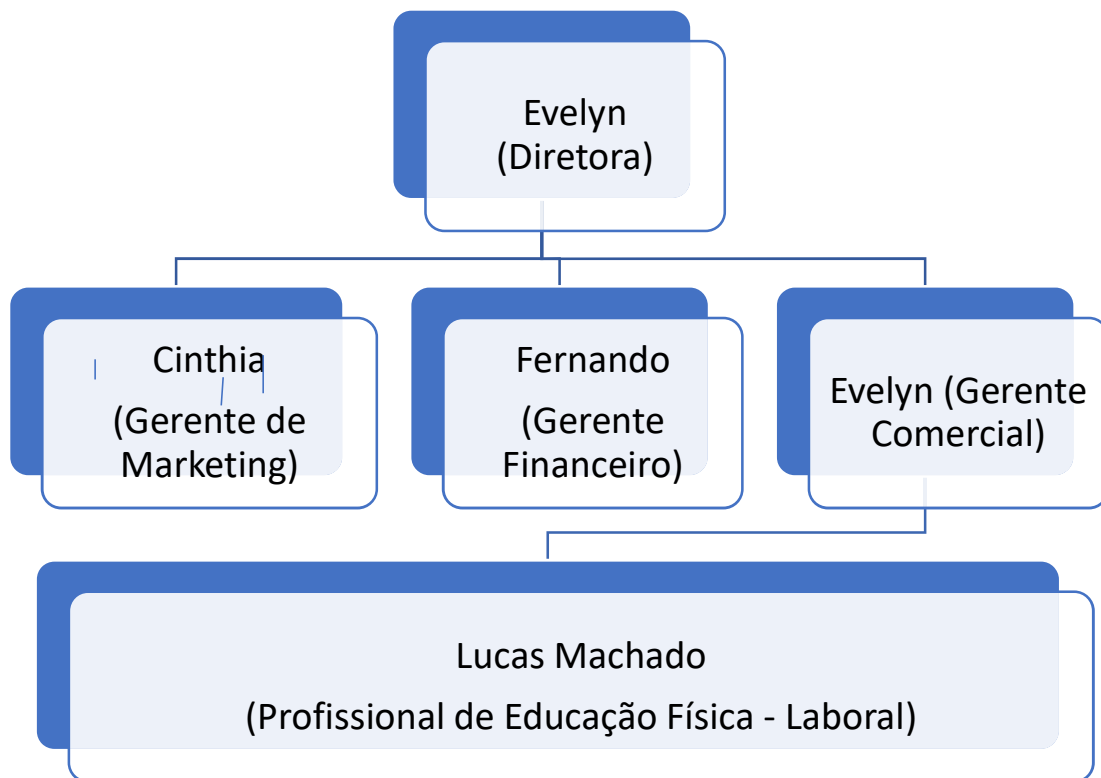 Evelyn
(Diretora)
Cinthia
(Gerente de
Marketing)
Fernando
(Gerente
Financeiro)
Evelyn (Gerente
Comercial)
Lucas Machado
(Profissional de Educação Física - Laboral)